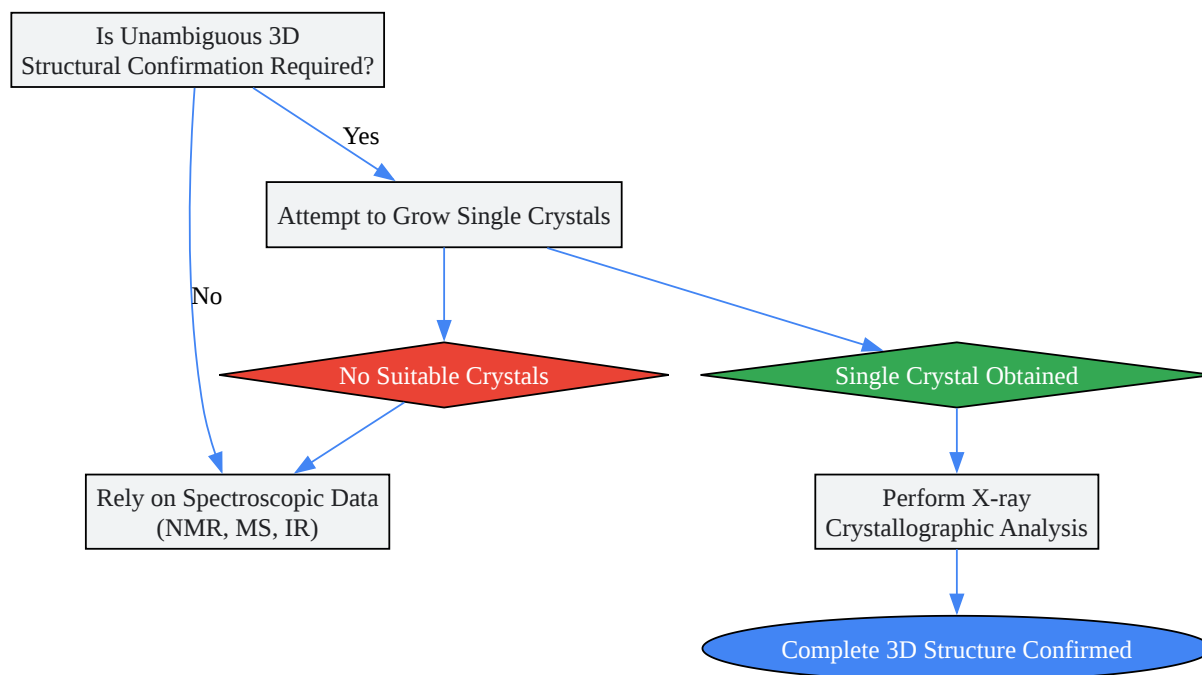 Is Unambiguous 3D
Structural Confirmation Required?
Yes
Attempt to Grow Single Crystals
No
No Suitable Crystals
Single Crystal Obtained
Rely on Spectroscopic Data
(NMR, MS, IR)
Perform X-ray
Crystallographic Analysis
Complete 3D Structure Confirmed